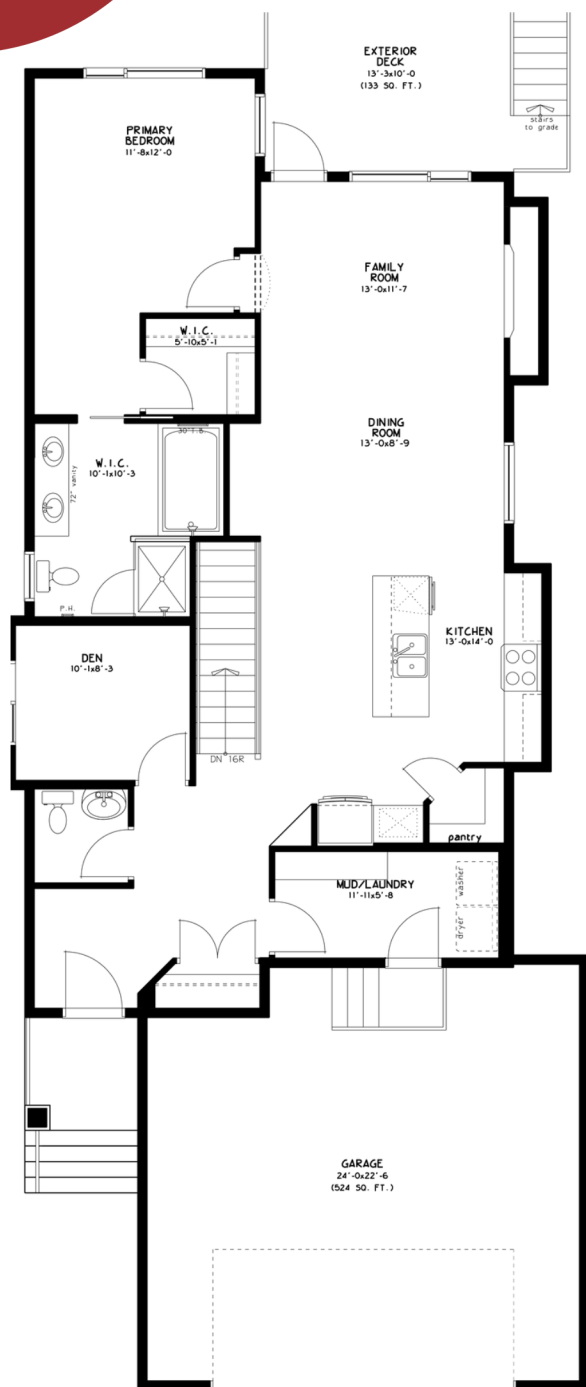 EXTERIOR
DECK
13'-3x10'-0
(133 SQ. FT.)
stairs
to grade
PRIMARY
BEDROOM
11'-8x12'-0
FAMILY
ROOM
13'-0x11'-7
W.I.C.
5'-10x5'-1
DINING
ROOM
13'-0x8'-9
W.I.C.
10'-1x10'-3
72" vanity
P.H.
KITCHEN
13'-0x14'-0
DEN
10'-1x8'-3
DN 16R
pantry
MUD/LAUNDRY
11'-11x5'-8
washer
dryer
GARAGE
24'-0x22'-6
(524 SQ. FT.)